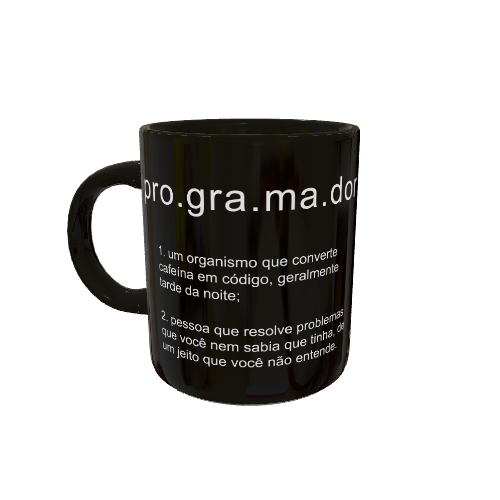 pro.gra.ma.dor
1. um organismo que converte
cafeína em código, geralmente
tarde da noite;
2. pessoa que resolve problemas
que você nem sabia que tinha, de
um jeito que você não entende.